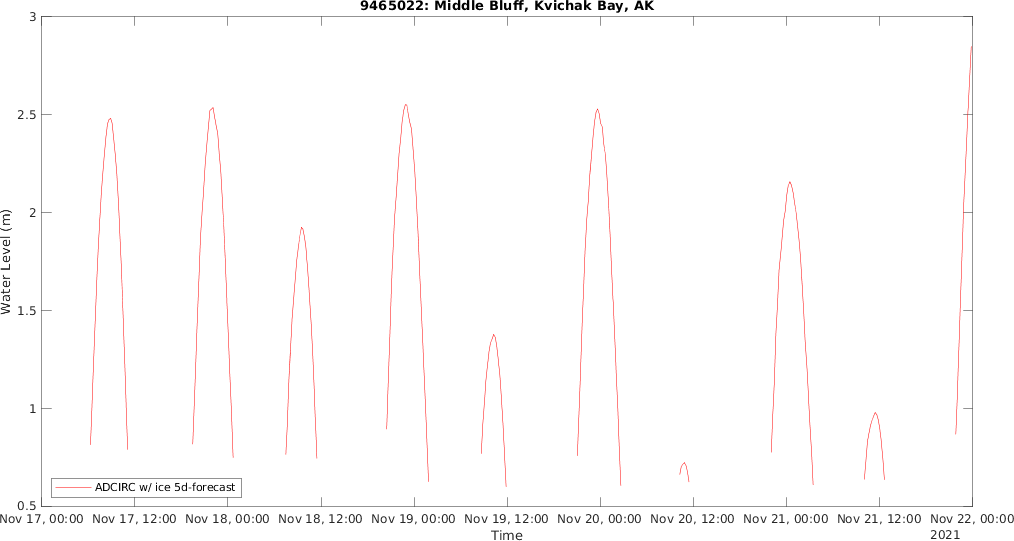 9465022: Middle Bluff, Kvichak Bay, AK
3
2.5
2
1.5
1
0.5
Water Level (m)
ADCIRC w/ ice 5d-forecast
Nov 17, 00:00 Nov 17, 12:00 Nov 18, 00:00 Nov 18, 12:00 Nov 19, 00:00 Nov 19, 12:00 Nov 20, 00:00 Nov 20, 12:00 Nov 21, 00:00 Nov 21, 12:00 Nov 22, 00:00
Time
2021